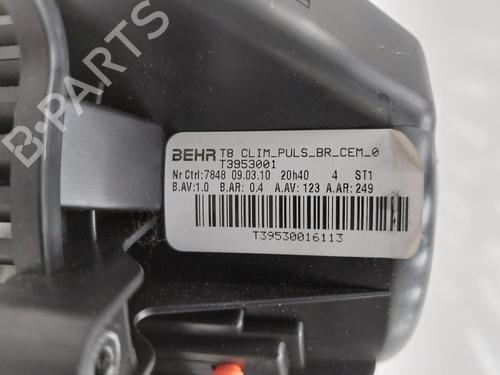 BEHR T8 CLIM_PULS_BR_CEM_0
T3953001
Nr Ctrl:7848 09.03.10 20h40 4 ST1
B.AV:1.0 B.AR: 0.4 A.AV: 123 A.AR: 249
T39530016113
B-PARTS